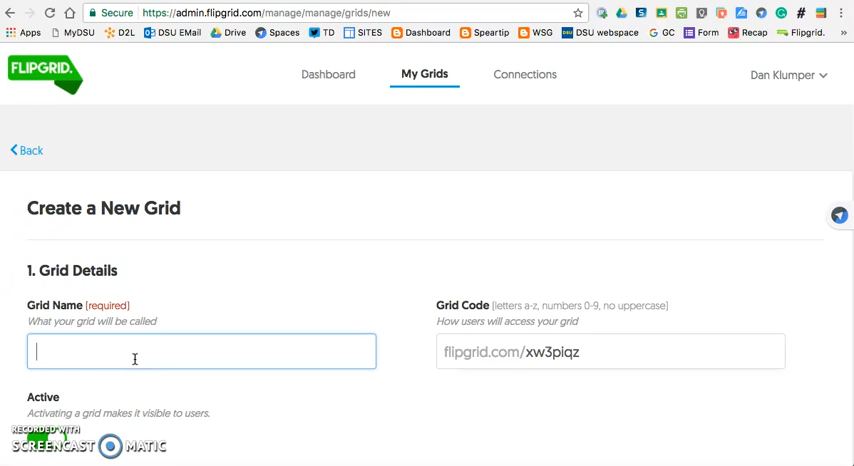 Secure https://admin.flipgrid.com/manage/manage/grids/new
Apps MyDSU D2L DSU EMail Drive Spaces TD SITES Dashboard Speartip WSG DSU webspace GC Form Recap Flipgrid. »
FLIPGRID. Dashboard My Grids Connections Dan Klumper
Back
Create a New Grid
1. Grid Details
Grid Name (required) Grid Code (letters a-z, numbers 0-9, no uppercase)
What your grid will be called How users will access your grid
flipgrid.com/xw3piqz
Active
Activating a grid makes it visible to users.
RECORDED WITH
SCREENCAST MATIC